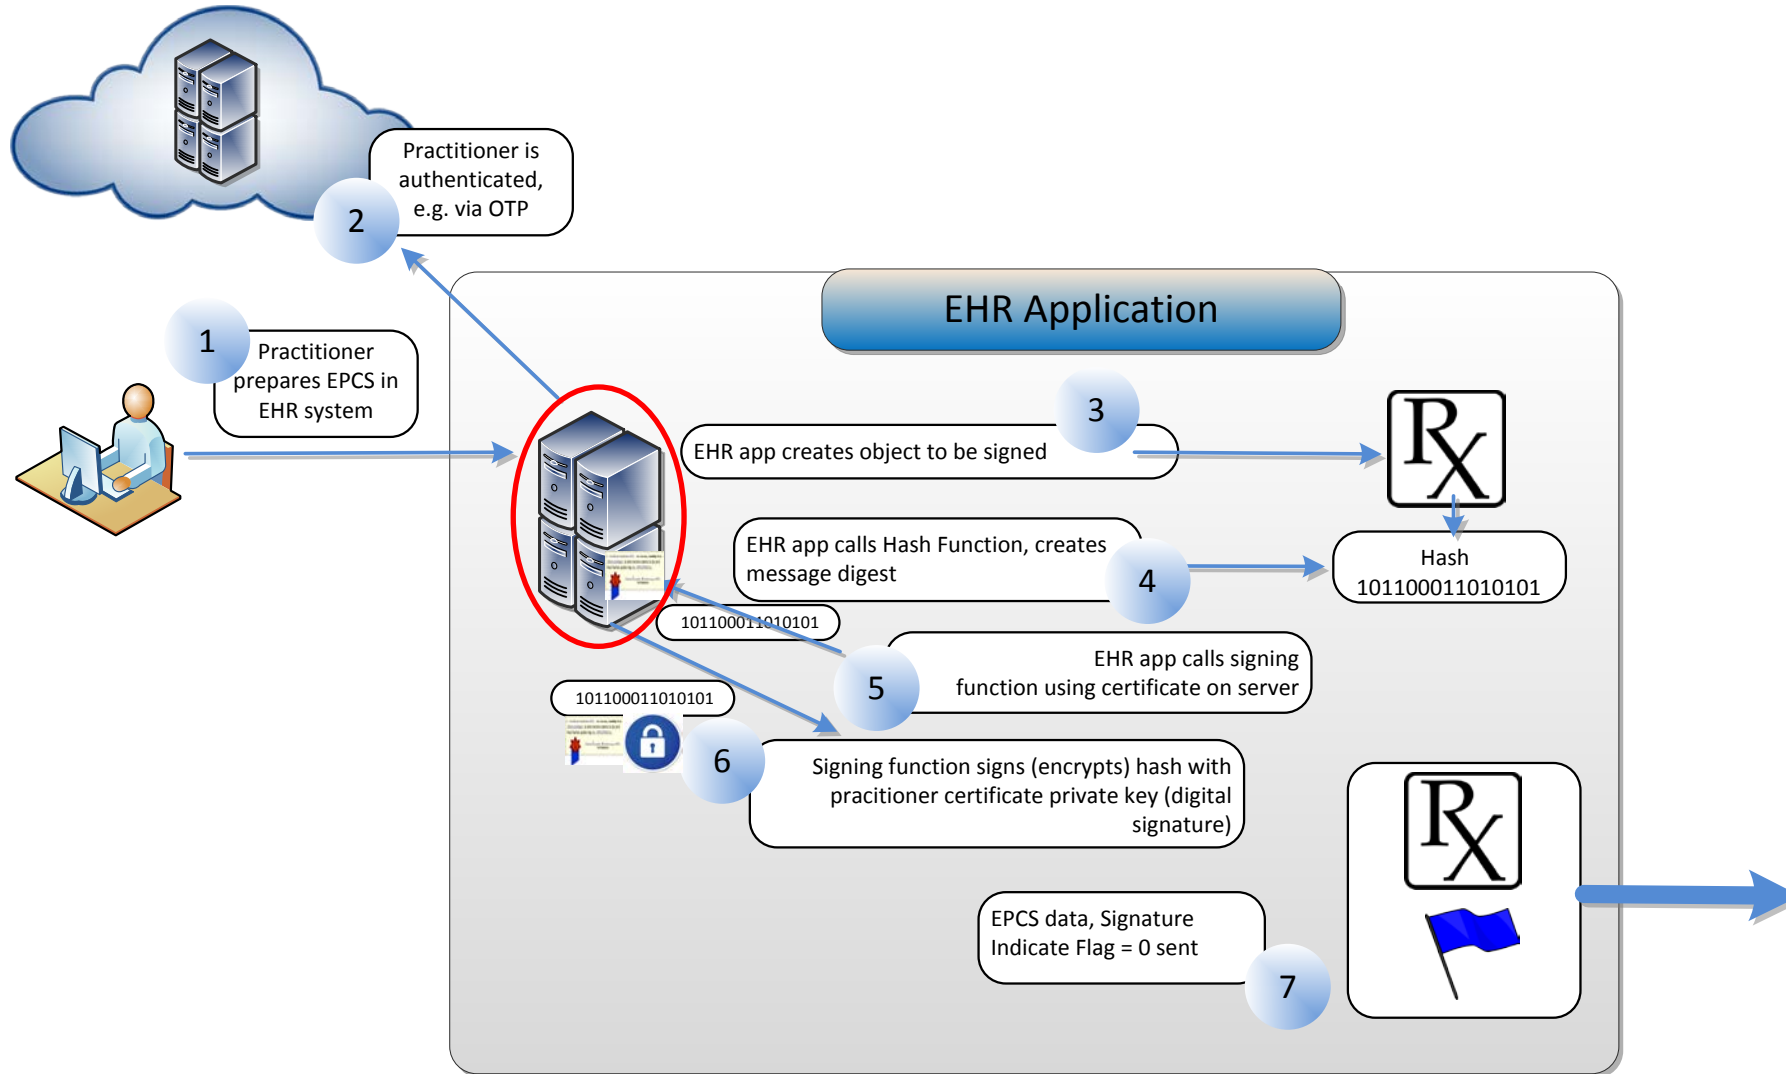 Practitioner is
authenticated,
e.g. via OTP
2
1
Practitioner
prepares EPCS in
EHR system
EHR Application
3
EHR app creates object to be signed
Rx
EHR app calls Hash Function, creates
message digest
4
Hash
101100011010101
101100011010101
5
EHR app calls signing
function using certificate on server
101100011010101
6
Signing function signs (encrypts) hash with
pracitioner certificate private key (digital
signature)
Rx
EPCS data, Signature
Indicate Flag = 0 sent
7